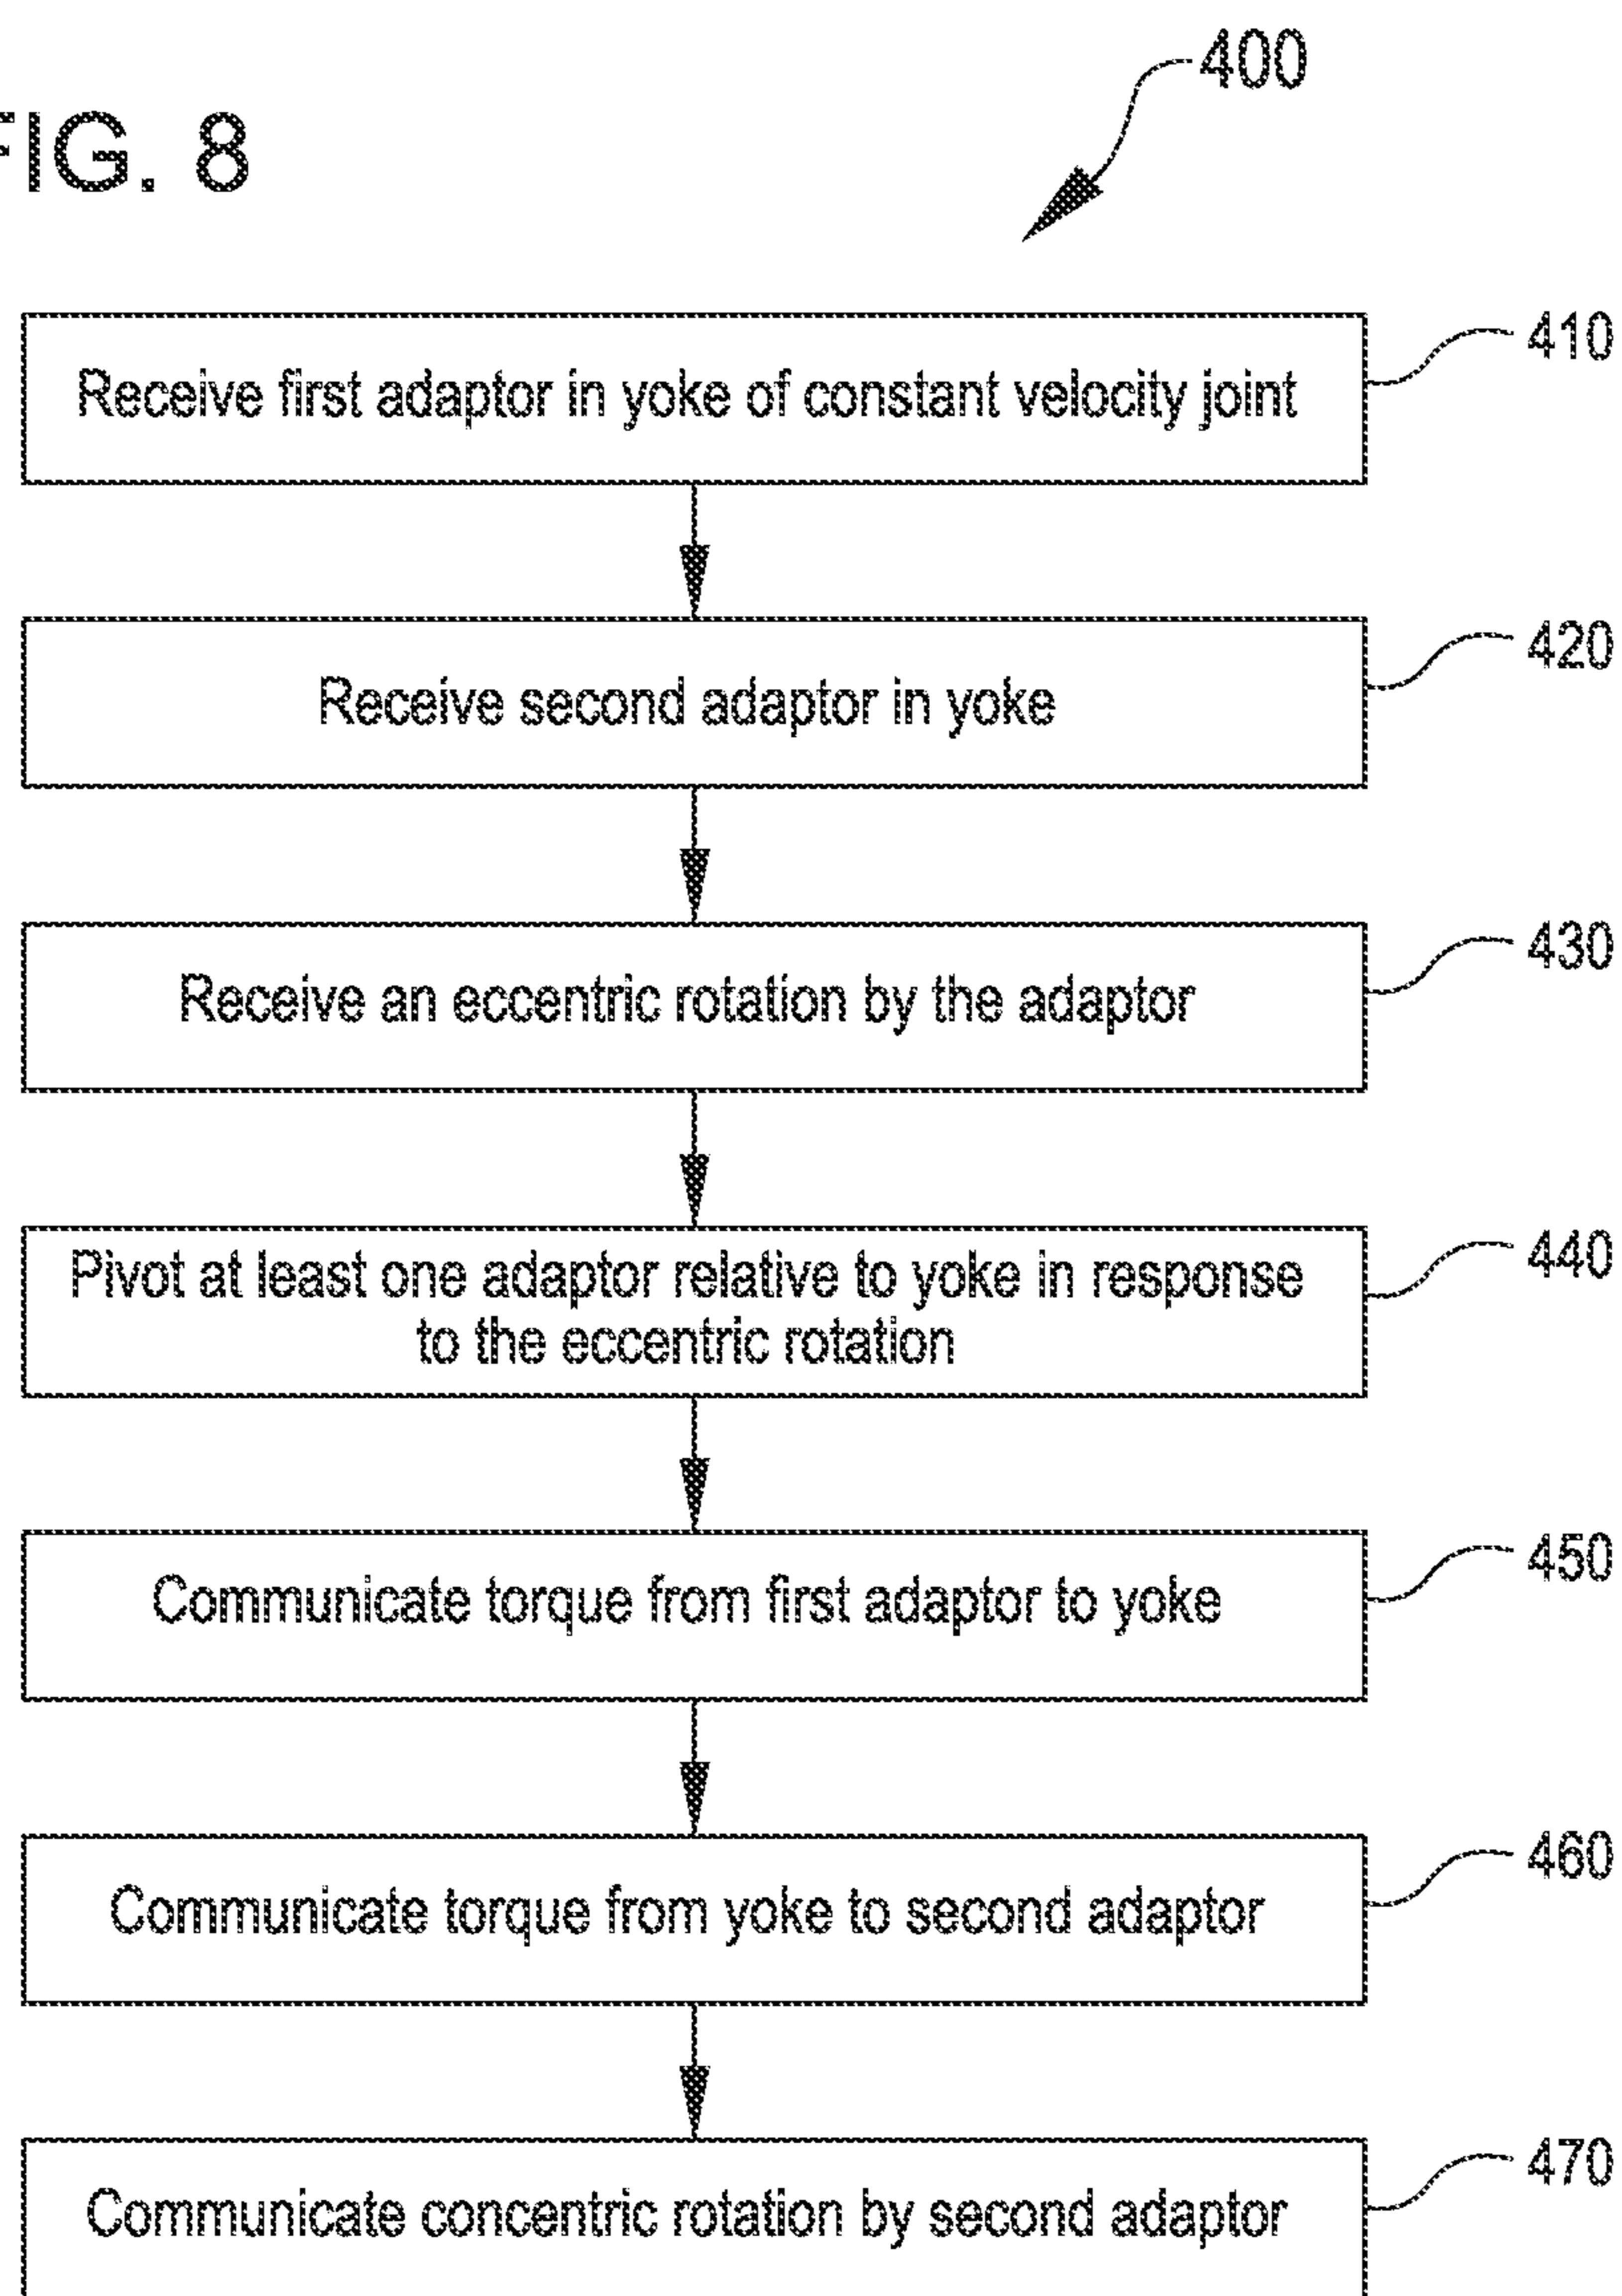 400
FIG. 8
Receive first adaptor in yoke of constant velocity joint
410
Receive second adaptor in yoke
420
Receive an eccentric rotation by the adaptor
430
Pivot at least one adaptor relative to yoke in response
to the eccentric rotation
440
Communicate torque from first adaptor to yoke
450
Communicate torque from yoke to second adaptor
460
Communicate concentric rotation by second adaptor
470